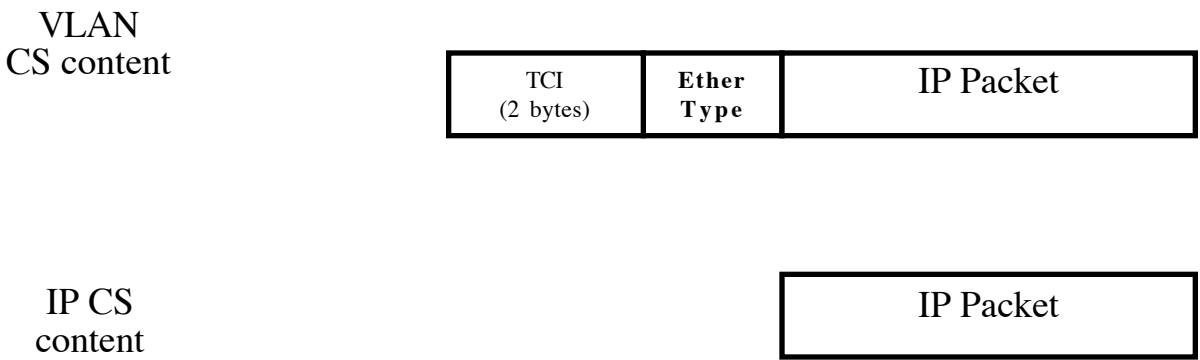 VLAN
CS content
TCI
(2 bytes)
Ether
Type
IP Packet
IP CS
content
IP Packet